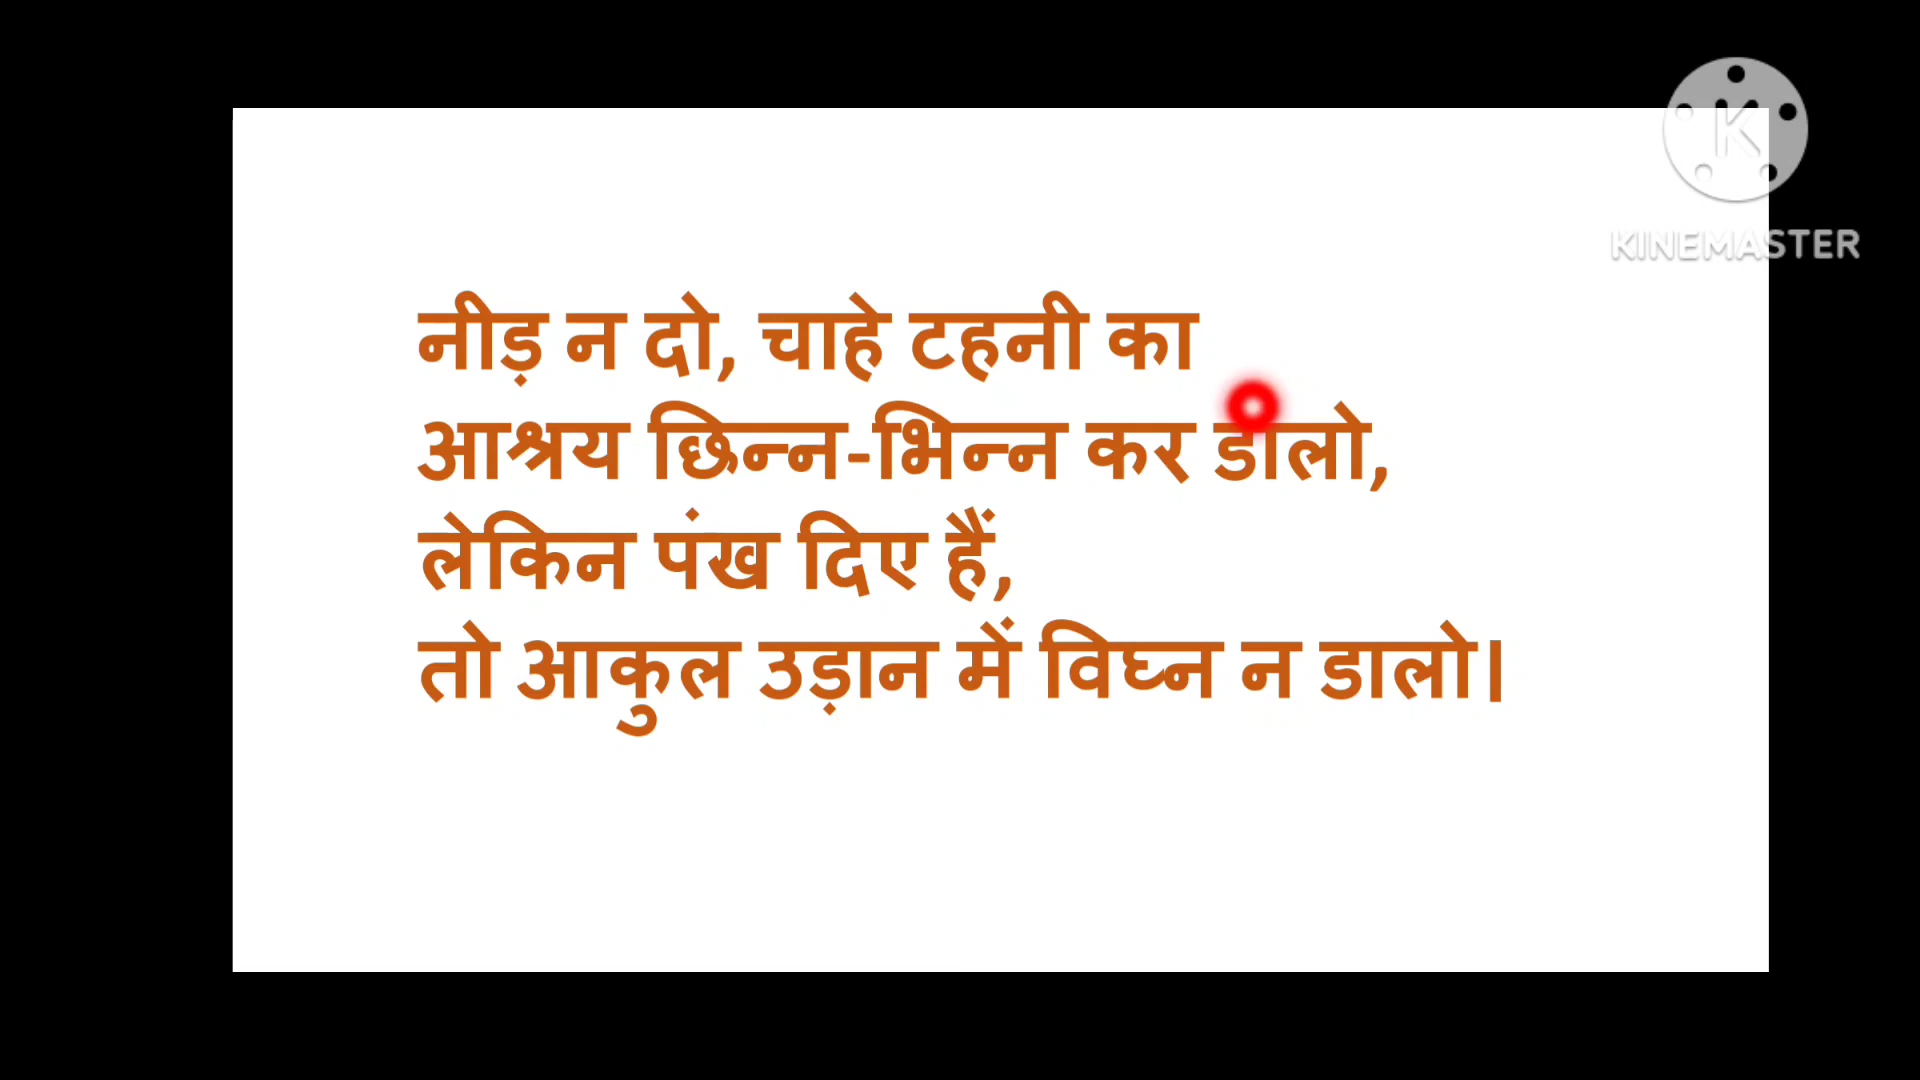 K
KINEMASTER
नीड़ न दो, चाहे टहनी का
आश्रय छिन्न-भिन्न कर डालो,
लेकिन पंख दिए हैं,
तो आकुल उड़ान में विघ्न न डालो।